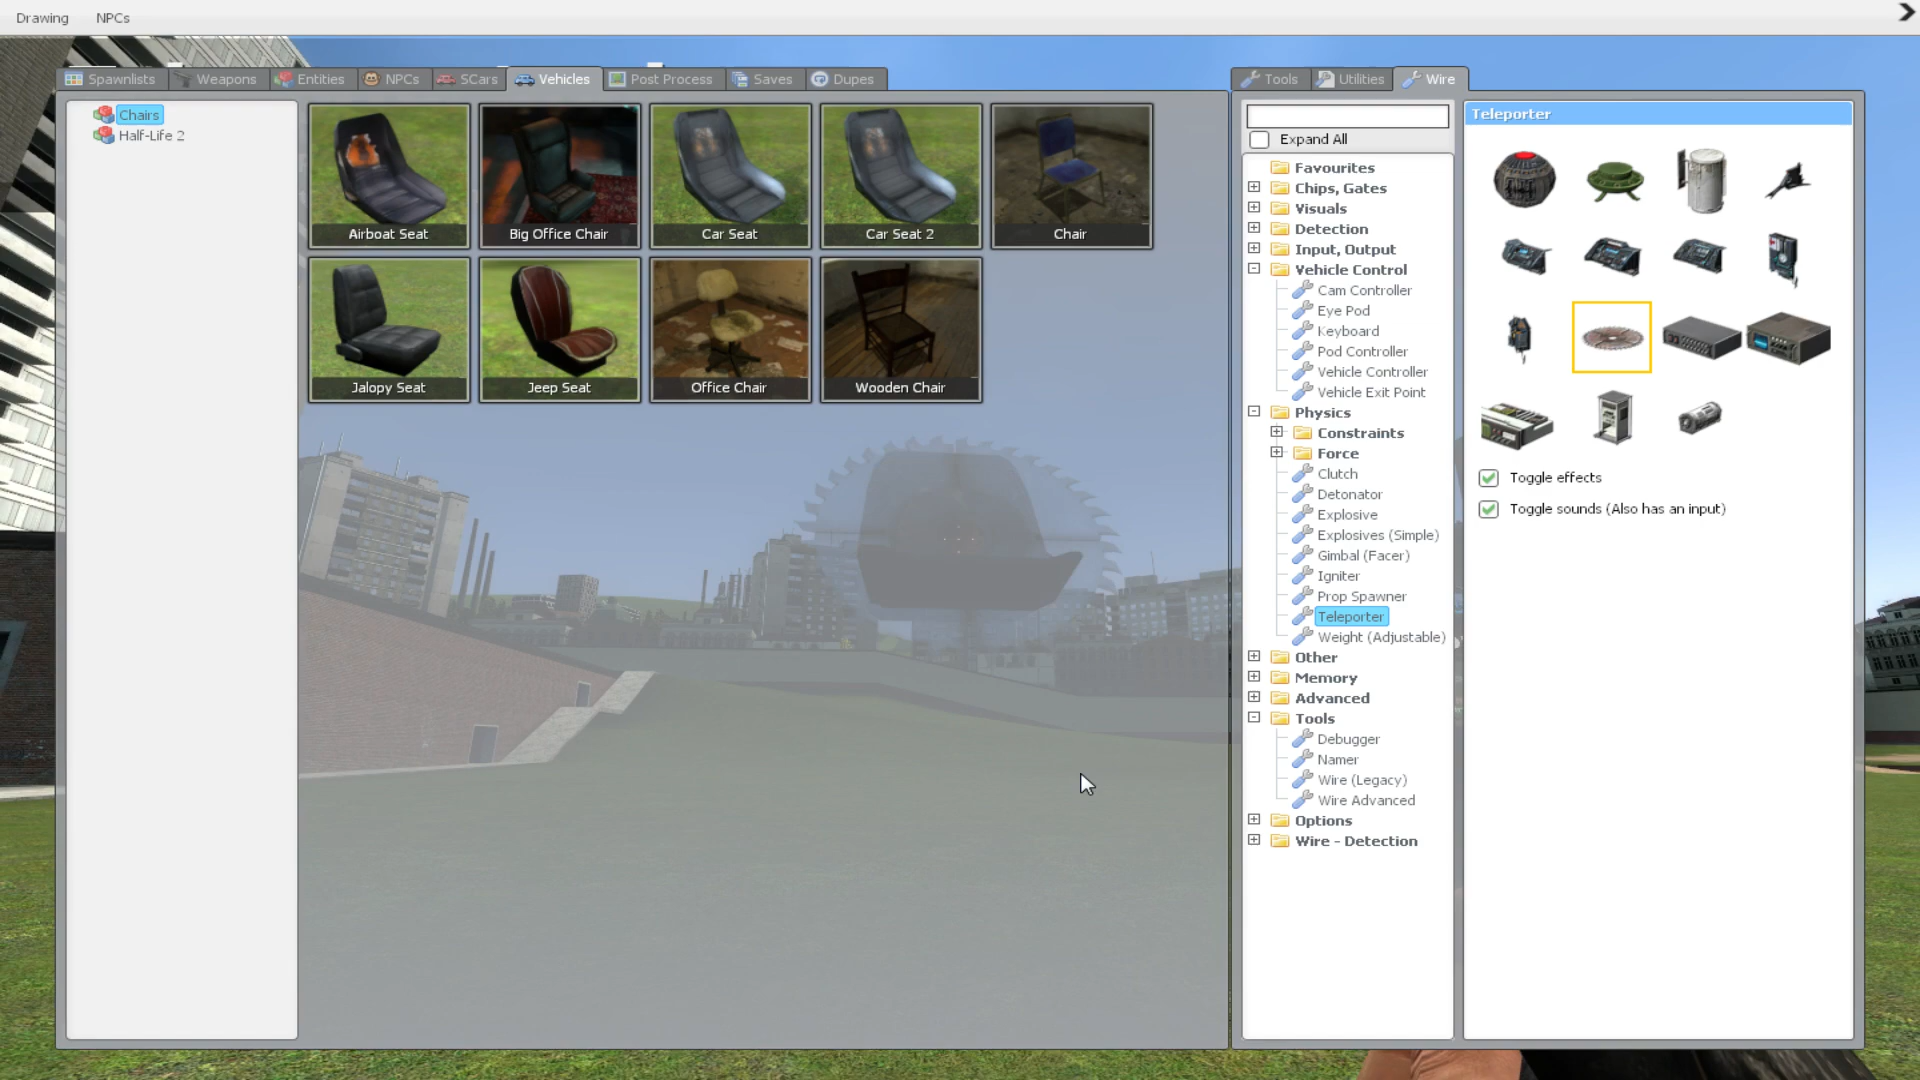 Drawing NPCs
Spawnlists Weapons Entities NPCs SCars Vehicles Post Process Saves Dupes
Chairs
Half-Life 2
Airboat Seat
Big Office Chair
Car Seat
Car Seat 2
Chair
Jalopy Seat
Jeep Seat
Office Chair
Wooden Chair
Tools Utilities Wire
Expand All
Favourites
Chips, Gates
Visuals
Detection
Input, Output
Vehicle Control
Cam Controller
Eye Pod
Keyboard
Pod Controller
Vehicle Controller
Vehicle Exit Point
Physics
Constraints
Force
Clutch
Detonator
Explosive
Explosives (Simple)
Gimbal (Facer)
Igniter
Prop Spawner
Teleporter
Weight (Adjustable)
Other
Memory
Advanced
Tools
Debugger
Namer
Wire (Legacy)
Wire Advanced
Options
Wire - Detection
Teleporter
Toggle effects
Toggle sounds (Also has an input)